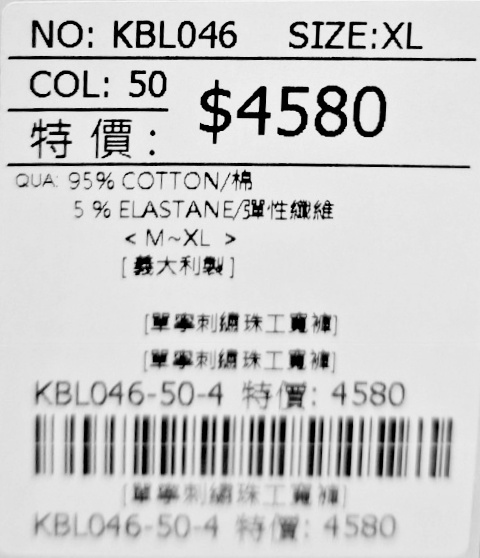 NO: KBL046 SIZE:XL
COL: 50
$4580
特價:
QUA: 95% COTTON/棉
5% ELASTANE/彈性纖維
< M~XL >
[義大利製]
[單寧刺繡珠工寬褲]
[單寧刺繡珠工寬褲]
KBL046-50-4 特價: 4580
[單寧刺繡珠工寬褲]
KBL046-50-4 特價: 4580